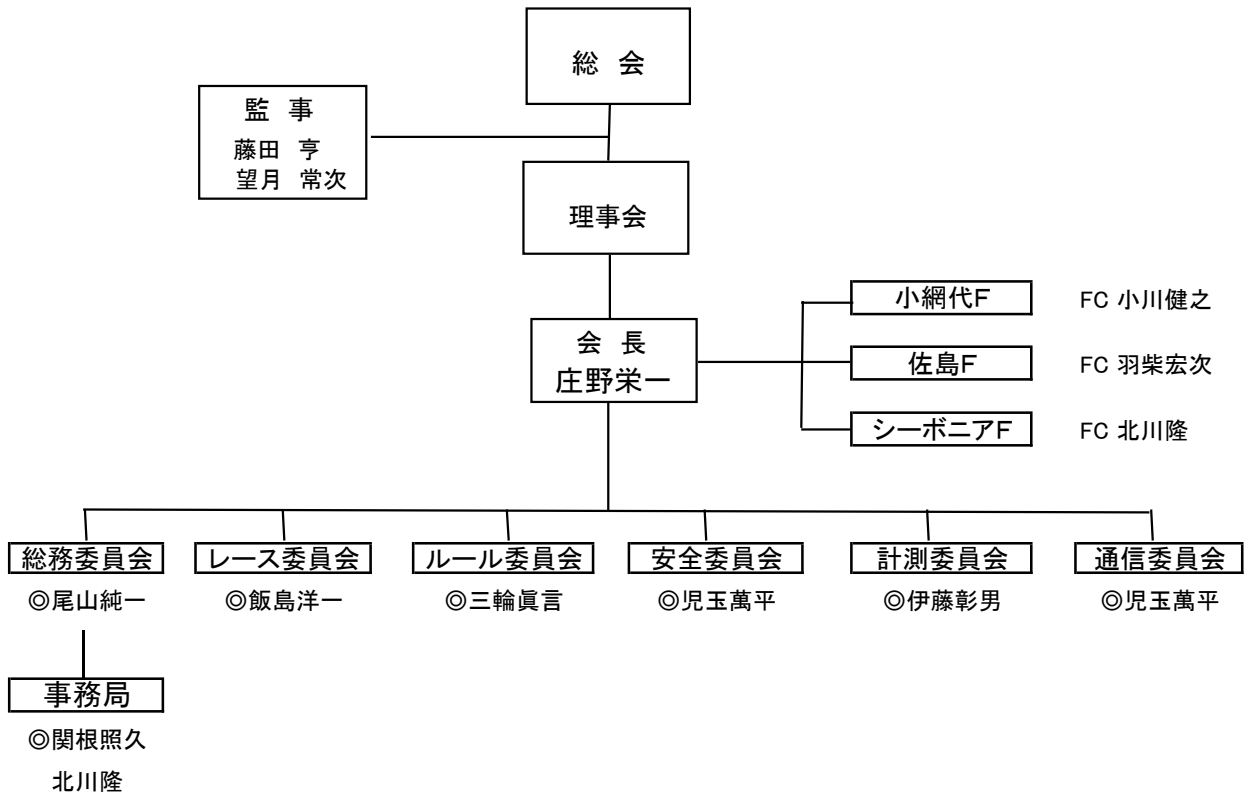 総 会
監 事
藤田 亨
望月 常次
理事会
小網代F FC 小川健之
会 長
庄野栄一
佐島F FC 羽柴宏次
シーボニアF FC 北川隆
総務委員会 レース委員会 ルール委員会 安全委員会 計測委員会 通信委員会
◎尾山純一 ◎飯島洋一 ◎三輪眞言 ◎児玉萬平 ◎伊藤彰男 ◎児玉萬平
事務局
◎関根照久
北川隆